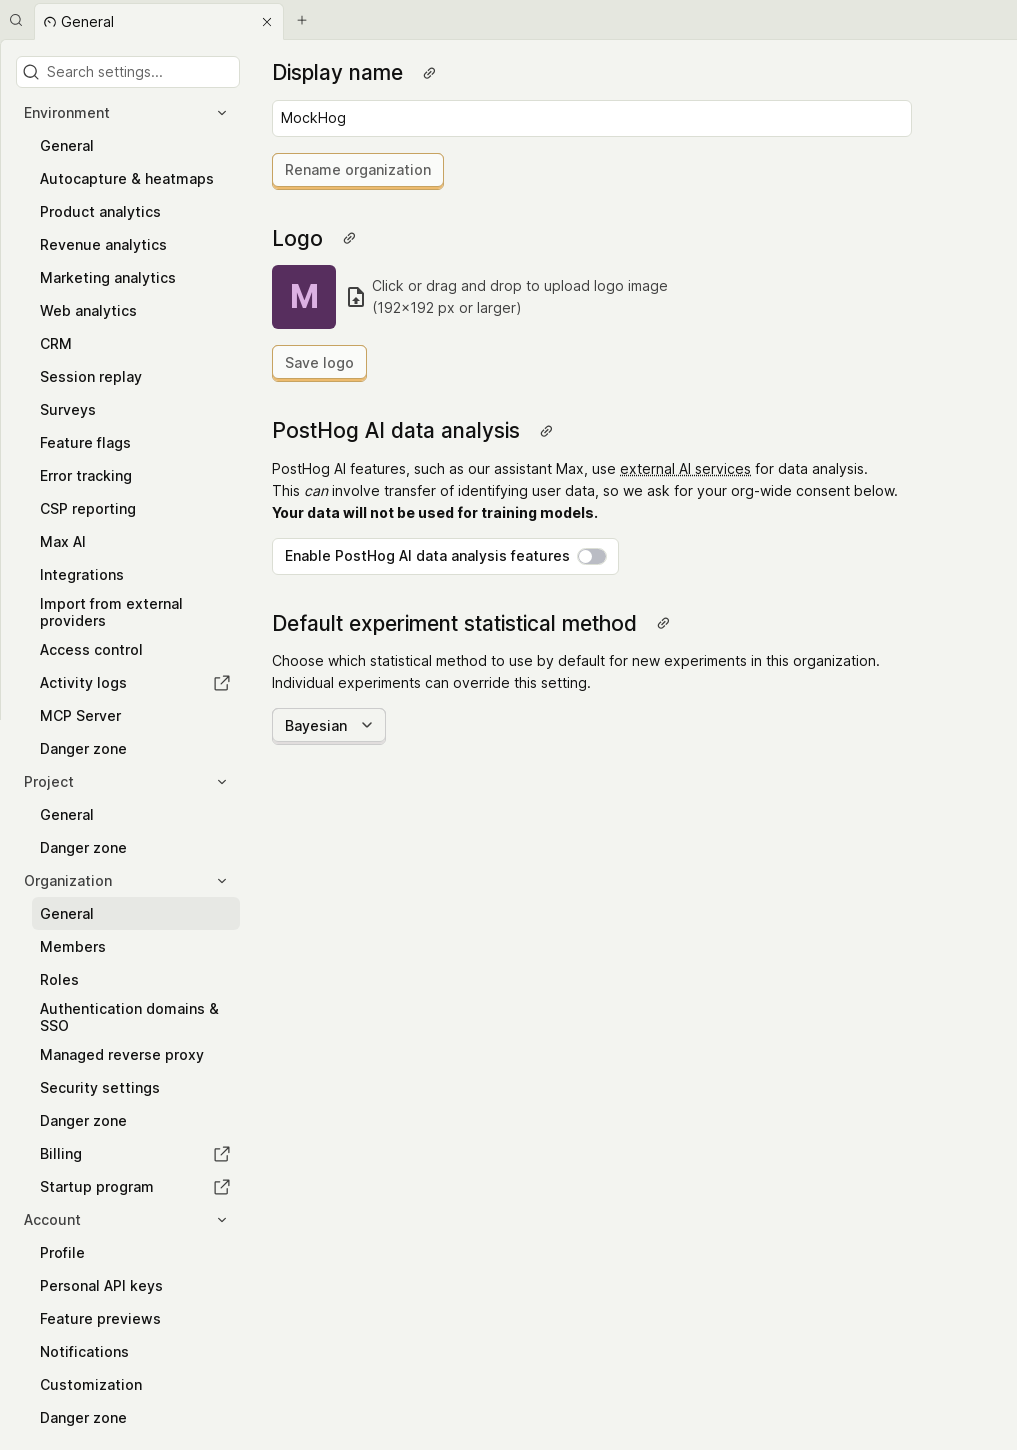 General
Search settings...
Environment
General
Autocapture & heatmaps
Product analytics
Revenue analytics
Marketing analytics
Web analytics
CRM
Session replay
Surveys
Feature flags
Error tracking
CSP reporting
Max AI
Integrations
Import from external
providers
Access control
Activity logs
MCP Server
Danger zone
Project
General
Danger zone
Organization
General
Members
Roles
Authentication domains &
SSO
Managed reverse proxy
Security settings
Danger zone
Billing
Startup program
Account
Profile
Personal API keys
Feature previews
Notifications
Customization
Danger zone
Display name
MockHog
Rename organization
Logo
M
Click or drag and drop to upload logo image
(192×192 px or larger)
Save logo
PostHog AI data analysis
PostHog AI features, such as our assistant Max, use external AI services for data analysis.
This can involve transfer of identifying user data, so we ask for your org-wide consent below.
Your data will not be used for training models.
Enable PostHog AI data analysis features
Default experiment statistical method
Choose which statistical method to use by default for new experiments in this organization.
Individual experiments can override this setting.
Bayesian